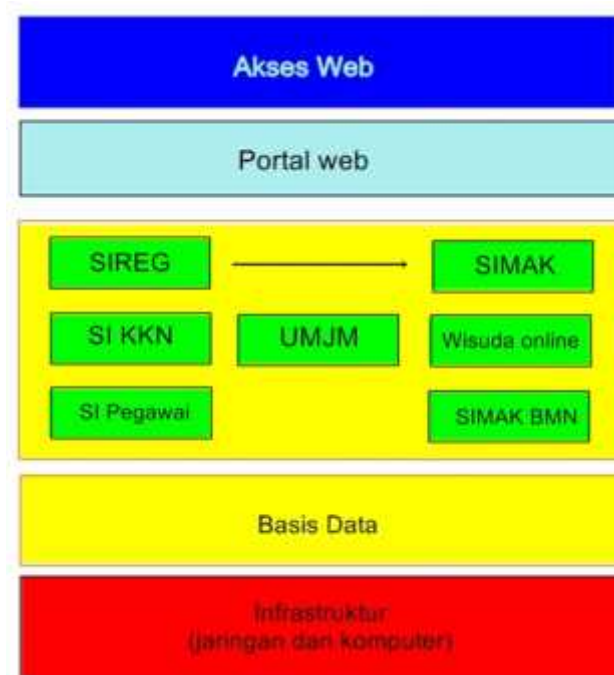 Akses Web
Portal web
SIREG
SIMAK
SI KKN
UMJM
Wisuda online
SI Pegawai
SIMAK BMN
Basis Data
Infrastruktur
(jaringan dan komputer)